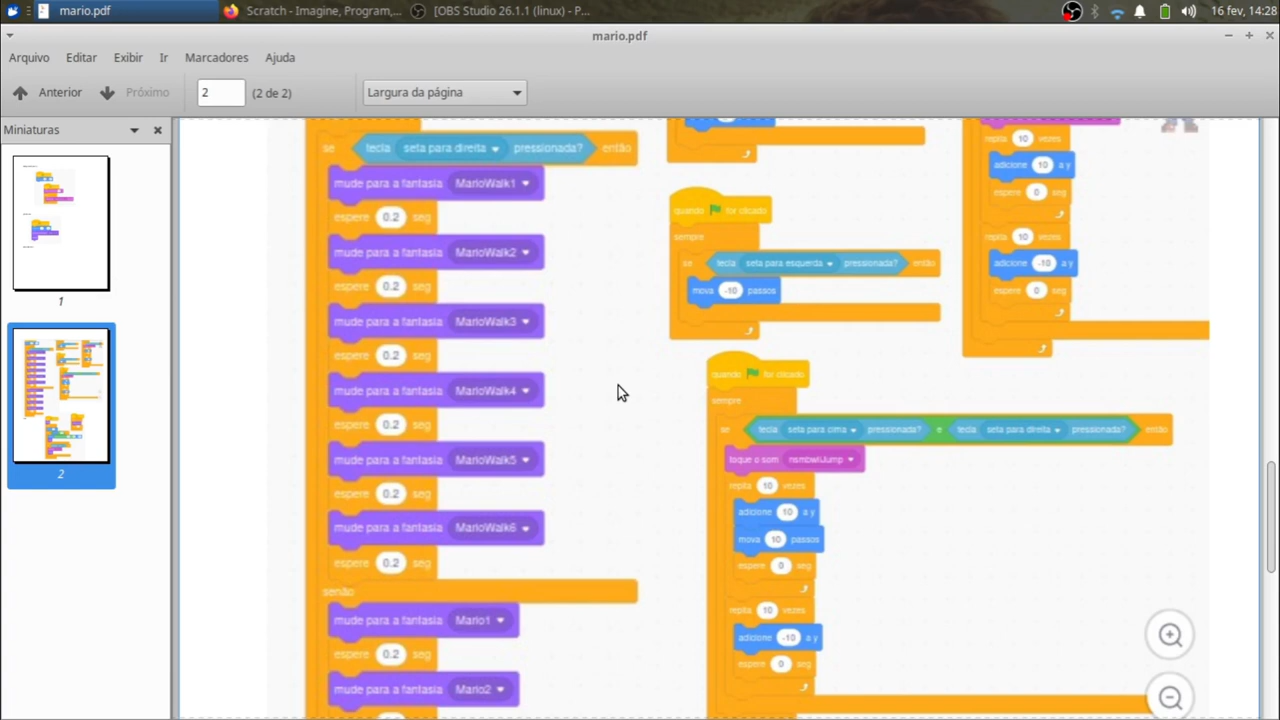 mario.pdf
Scratch - Imagine, Program,...
[OBS Studio 26.1.1 (linux) - P...
16 fev, 14:28
mario.pdf
Arquivo Editar Exibir Ir Marcadores Ajuda
Anterior Próximo 2 (2 de 2) Largura da página
Miniaturas
1
2
se tecla seta para direita pressionada? então
mude para a fantasia MarioWalk1
espere 0.2 seg
mude para a fantasia MarioWalk2
espere 0.2 seg
mude para a fantasia MarioWalk3
espere 0.2 seg
mude para a fantasia MarioWalk4
espere 0.2 seg
mude para a fantasia MarioWalk5
espere 0.2 seg
mude para a fantasia MarioWalk6
espere 0.2 seg
senão
mude para a fantasia Mario1
espere 0.2 seg
mude para a fantasia Mario2
quando for clicado
sempre
se tecla seta para esquerda pressionada? então
mova -10 passos
repita 10 vezes
adicione 10 a y
espere 0 seg
repita 10 vezes
adicione -10 a y
espere 0 seg
quando for clicado
sempre
se tecla seta para cima pressionada? e tecla seta para direita pressionada? então
toque o som nsmbwiiJump
repita 10 vezes
adicione 10 a y
mova 10 passos
espere 0 seg
repita 10 vezes
adicione -10 a y
espere 0 seg